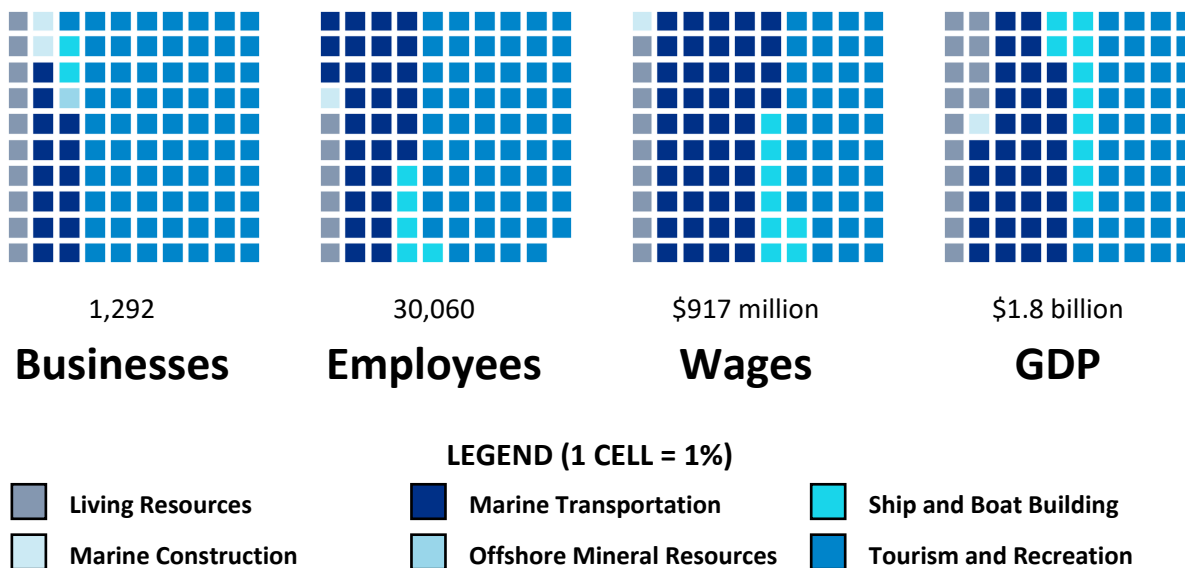 1,292 30,060 $917 million $1.8 billion
Businesses Employees Wages GDP
LEGEND (1 CELL = 1%)
Living Resources Marine Transportation Ship and Boat Building
Marine Construction Offshore Mineral Resources Tourism and Recreation